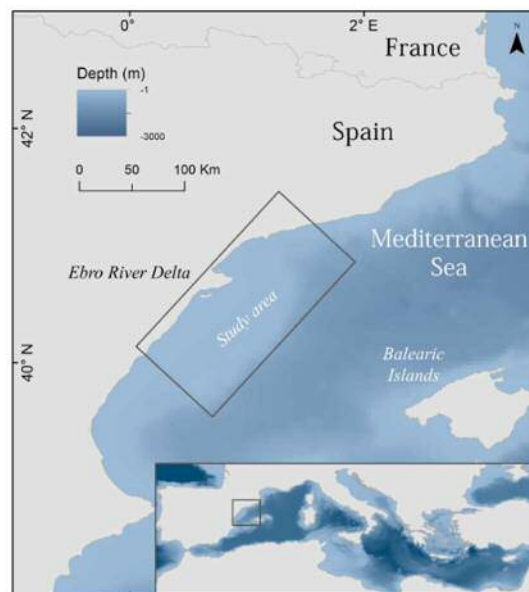 0°
2° E
France
N
Depth (m)
-1
-3000
42° N
Spain
0 50 100 Km
Mediterranean
Sea
Ebro River Delta
Study area
40° N
Balearic
Islands